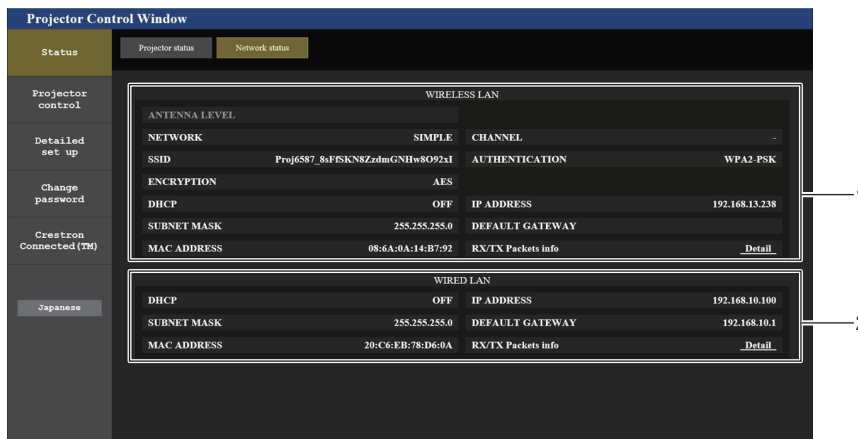 Projector Control Window
Status
Projector status
Network status
Projector control
Detailed set up
Change password
Crestron Connected(TM)
Japanese
WIRELESS LAN
ANTENNA LEVEL
NETWORK SIMPLE CHANNEL -
SSID Proj6587_8sFfSKN8ZzdmGNHw8O92xI AUTHENTICATION WPA2-PSK
ENCRYPTION AES
DHCP OFF IP ADDRESS 192.168.13.238
SUBNET MASK 255.255.255.0 DEFAULT GATEWAY
MAC ADDRESS 08:6A:0A:14:B7:92 RX/TX Packets info Detail
WIRED LAN
DHCP OFF IP ADDRESS 192.168.10.100
SUBNET MASK 255.255.255.0 DEFAULT GATEWAY 192.168.10.1
MAC ADDRESS 20:C6:EB:78:D6:0A RX/TX Packets info Detail